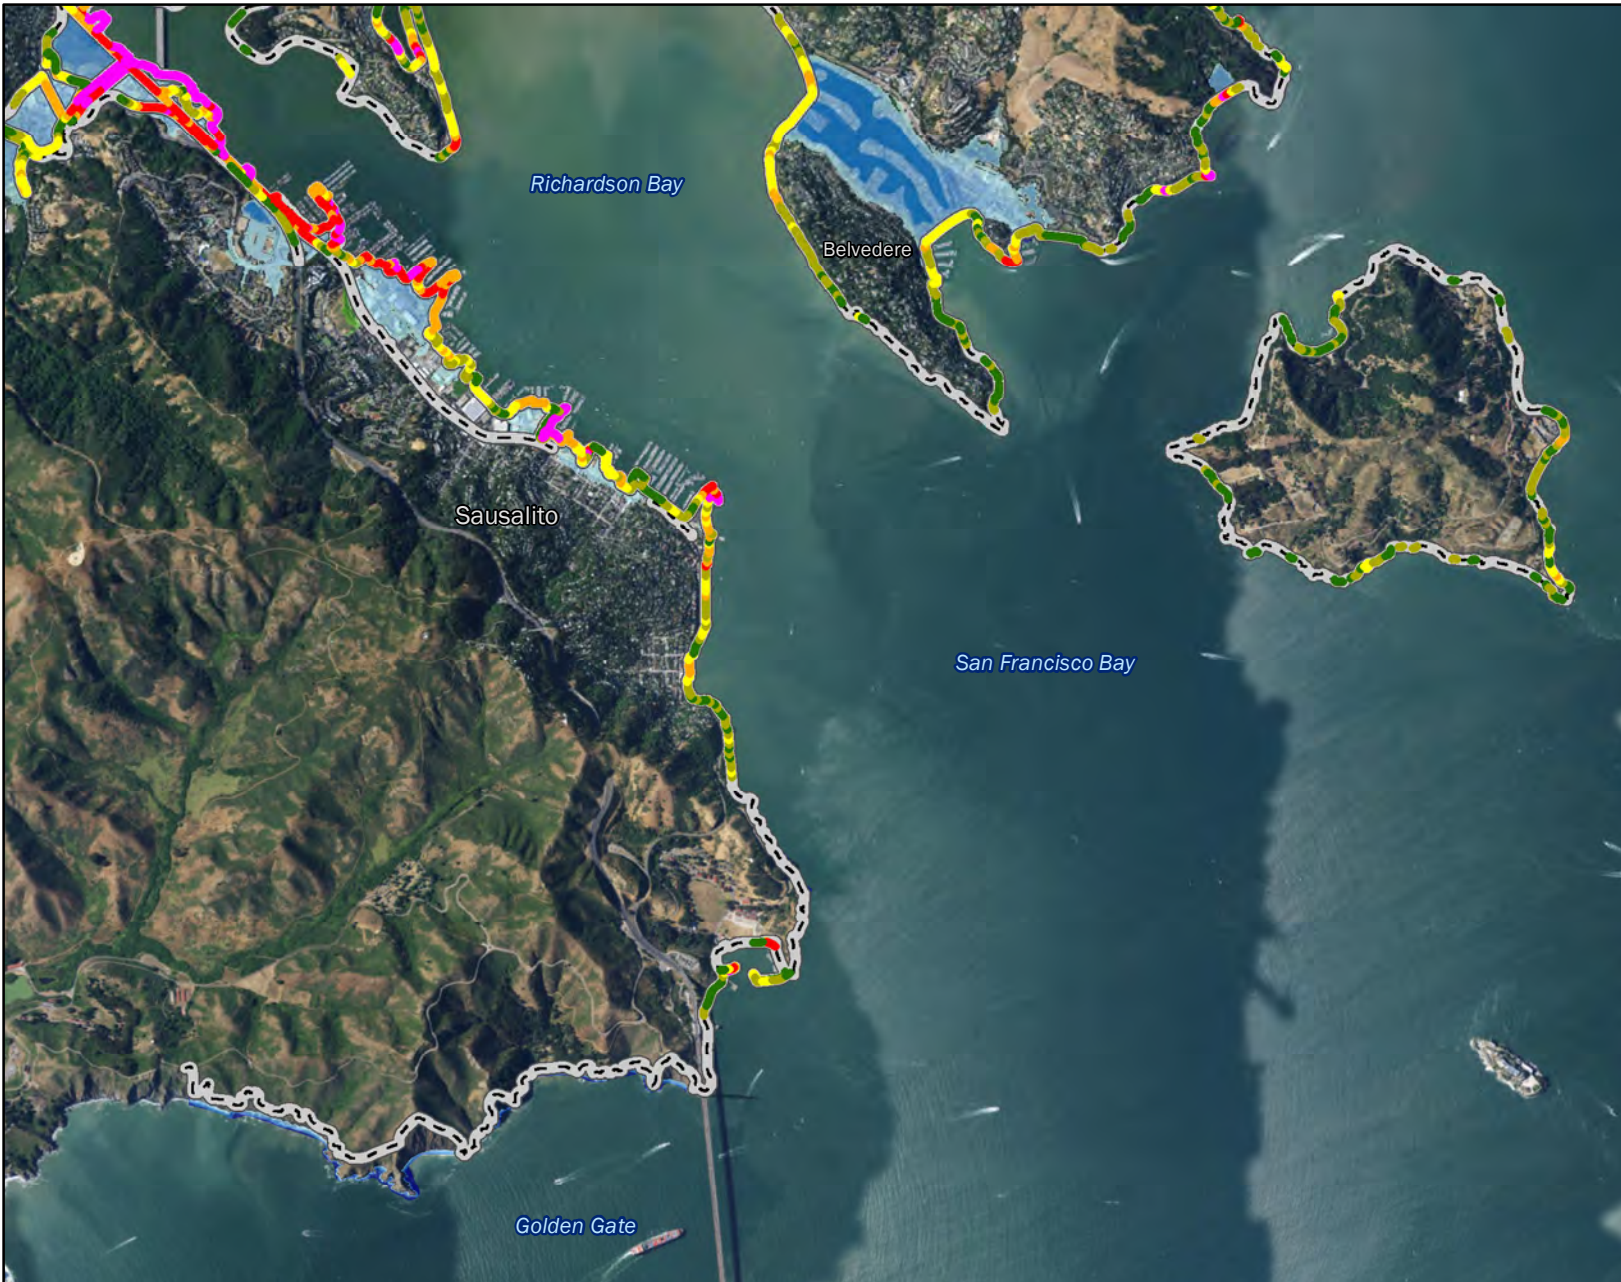 Richardson Bay
Belvedere
Sausalito
San Francisco Bay
Golden Gate